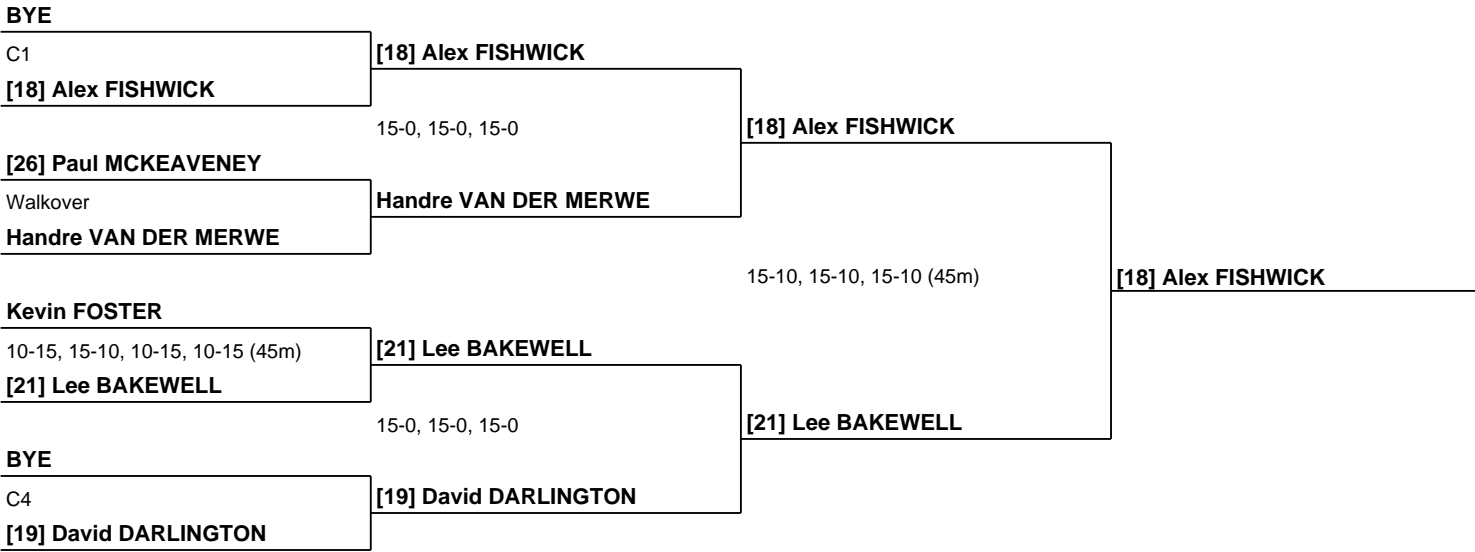 BYE
C1
[18] Alex FISHWICK
[18] Alex FISHWICK
15-0, 15-0, 15-0
[18] Alex FISHWICK
[26] Paul MCKEAVENEY
Walkover
Handre VAN DER MERWE
Handre VAN DER MERWE
15-10, 15-10, 15-10 (45m)
[18] Alex FISHWICK
Kevin FOSTER
10-15, 15-10, 10-15, 10-15 (45m)
[21] Lee BAKEWELL
[21] Lee BAKEWELL
15-0, 15-0, 15-0
[21] Lee BAKEWELL
BYE
C4
[19] David DARLINGTON
[19] David DARLINGTON